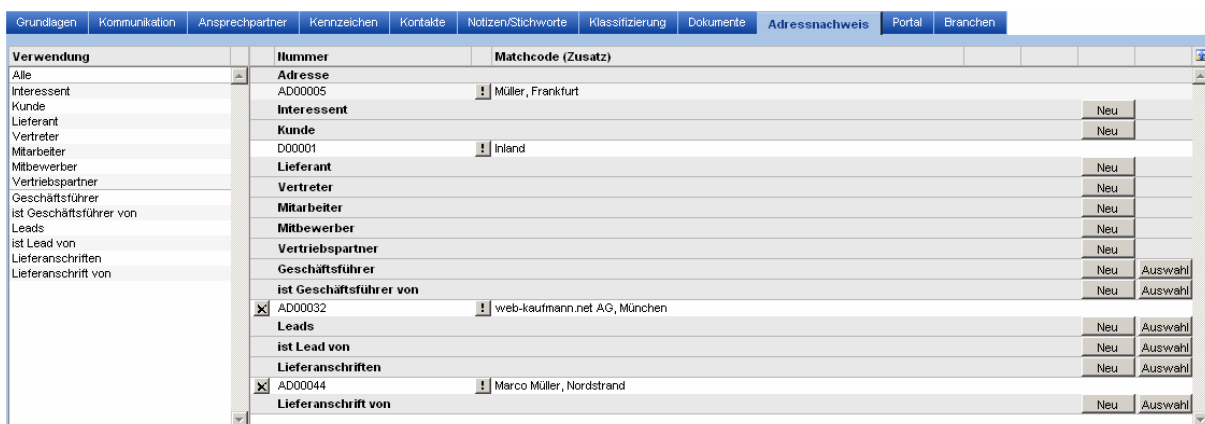 Grundlagen Kommunikation Ansprechpartner Kennzeichen Kontakte Notizen/Stichworte Klassifizierung Dokumente Adressnachweis Portal Branchen
Verwendung
Alle
Interessent
Kunde
Lieferant
Vertreter
Mitarbeiter
Mitbewerber
Vertriebspartner
Geschäftsführer
ist Geschäftsführer von
Leads
ist Lead von
Lieferanschriften
Lieferanschrift von
Nummer Matchcode (Zusatz)
Adresse
AD00005 ! Müller, Frankfurt
Interessent Neu
Kunde Neu
D00001 ! Inland
Lieferant Neu
Vertreter Neu
Mitarbeiter Neu
Mitbewerber Neu
Vertriebspartner Neu
Geschäftsführer Neu Auswahl
ist Geschäftsführer von Neu Auswahl
AD00032 ! web-kaufmann.net AG, München
Leads Neu Auswahl
ist Lead von Neu Auswahl
Lieferanschriften Neu Auswahl
AD00044 ! Marco Müller, Nordstrand
Lieferanschrift von Neu Auswahl